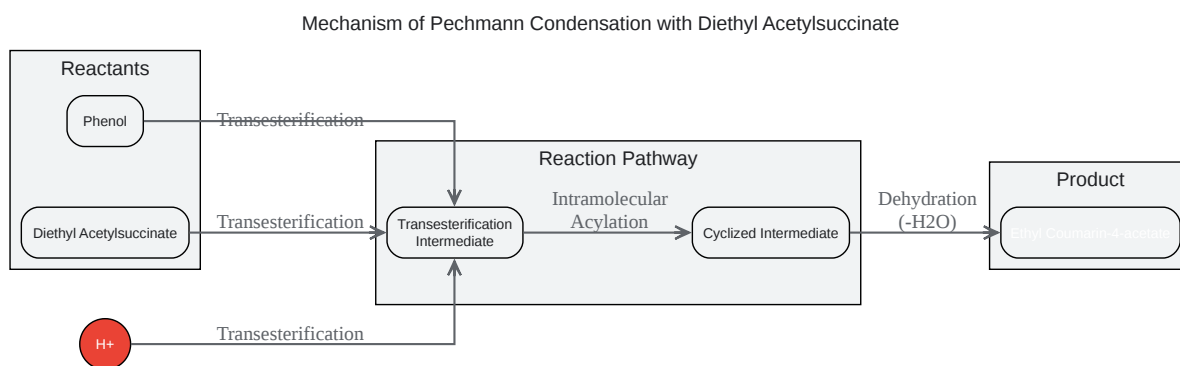 Mechanism of Pechmann Condensation with Diethyl Acetylsuccinate
Reactants
Phenol
Transesterification
Diethyl Acetylsuccinate
Transesterification
H+
Transesterification
Reaction Pathway
Transesterification
Intermediate
Intramolecular
Acylation
Cyclized Intermediate
Dehydration
(-H2O)
Product
Ethyl Coumarin-4-acetate